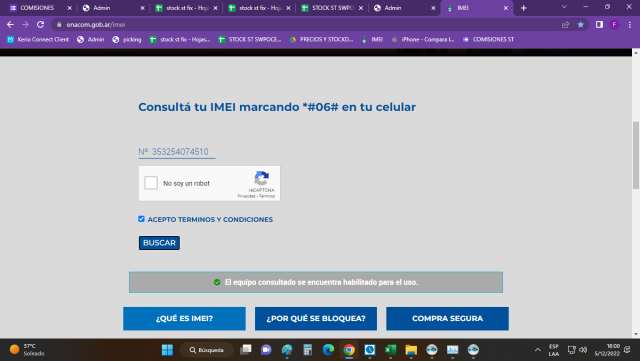 COMISIONES
Admin
stock st fix - Hojas
stock st fix - Hojas
STOCK ST SWPOCE
Admin
IMEI
enacom.gob.ar/imei
F
Kerio Connect Client
Admin
picking
stock st fix - Hojas...
STOCK ST SWPOCE...
PRECIOS Y STOCKD...
IMEI
iPhone - Compara l...
COMISIONES ST
Consultá tu IMEI marcando *#06# en tu celular
Nº 353254074510
No soy un robot
reCAPTCHA
Privacidad - Términos
ACEPTO TERMINOS Y CONDICIONES
BUSCAR
El equipo consultado se encuentra habilitado para el uso.
¿QUÉ ES IMEI?
¿POR QUÉ SE BLOQUEA?
COMPRA SEGURA
37°C
Soleado
Búsqueda
ESP
LAA
18:00
5/12/2022